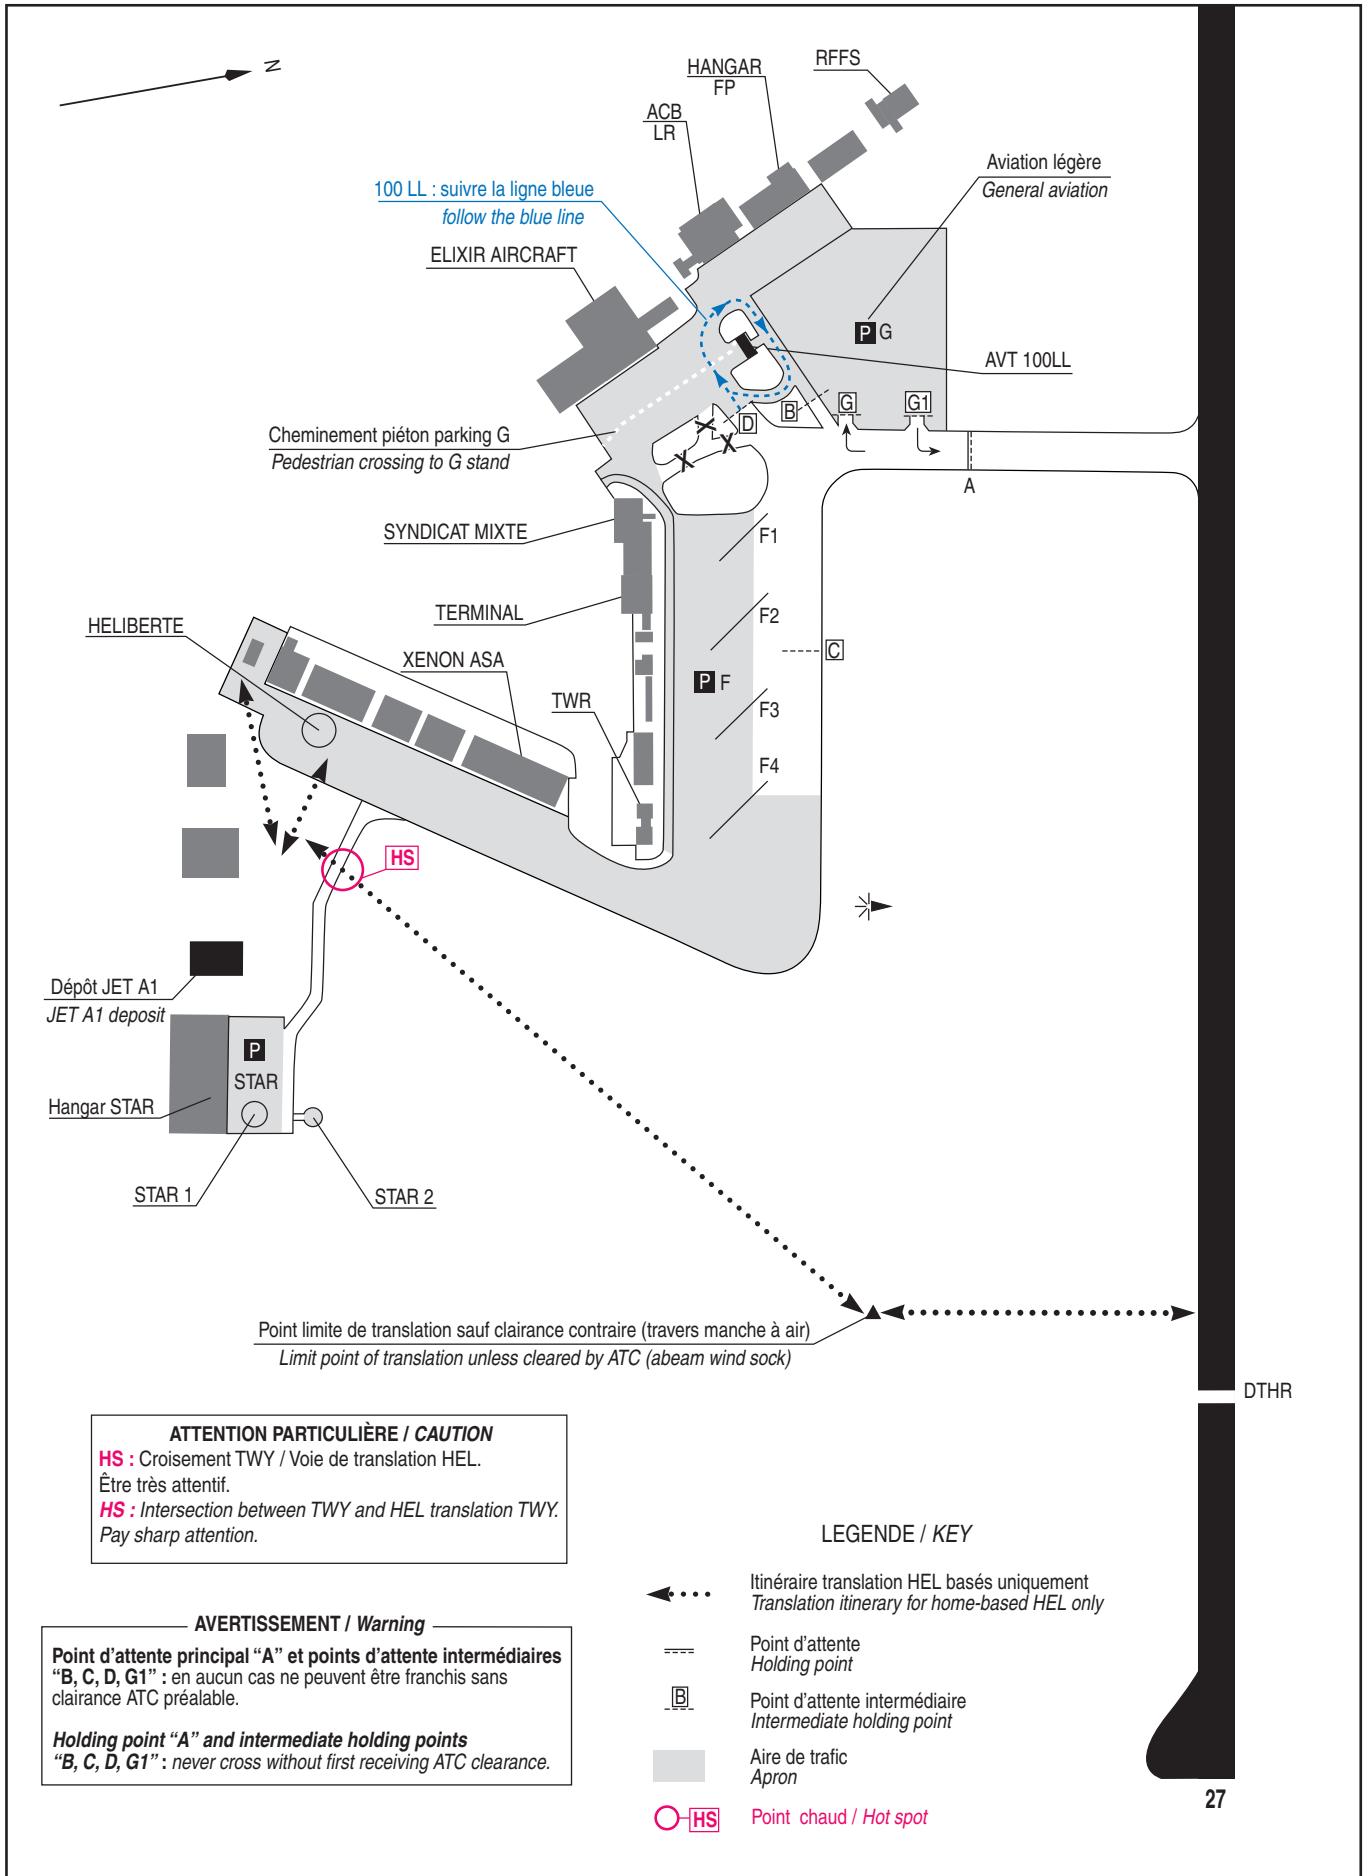 N
RFFS
HANGAR
FP
ACB
LR
Aviation légère
General aviation
100 LL : suivre la ligne bleue
follow the blue line
ELIXIR AIRCRAFT
P G
AVT 100LL
G
G1
B
D
Cheminement piéton parking G
Pedestrian crossing to G stand
A
SYNDICAT MIXTE
F1
TERMINAL
F2
HELIBERTE
C
XENON ASA
P F
TWR
F3
F4
HS
Dépôt JET A1
JET A1 deposit
P
STAR
Hangar STAR
STAR 1
STAR 2
Point limite de translation sauf clairance contraire (travers manche à air)
Limit point of translation unless cleared by ATC (abeam wind sock)
DTHR
ATTENTION PARTICULIÈRE / CAUTION
HS : Croisement TWY / Voie de translation HEL.
Être très attentif.
HS : Intersection between TWY and HEL translation TWY.
Pay sharp attention.
AVERTISSEMENT / Warning
Point d'attente principal “A” et points d'attente intermédiaires
“B, C, D, G1” : en aucun cas ne peuvent être franchis sans
clairance ATC préalable.
Holding point “A” and intermediate holding points
“B, C, D, G1” : never cross without first receiving ATC clearance.
LEGENDE / KEY
Itinéraire translation HEL basés uniquement
Translation itinerary for home-based HEL only
Point d'attente
Holding point
B
Point d'attente intermédiaire
Intermediate holding point
Aire de trafic
Apron
HS
Point chaud / Hot spot
27